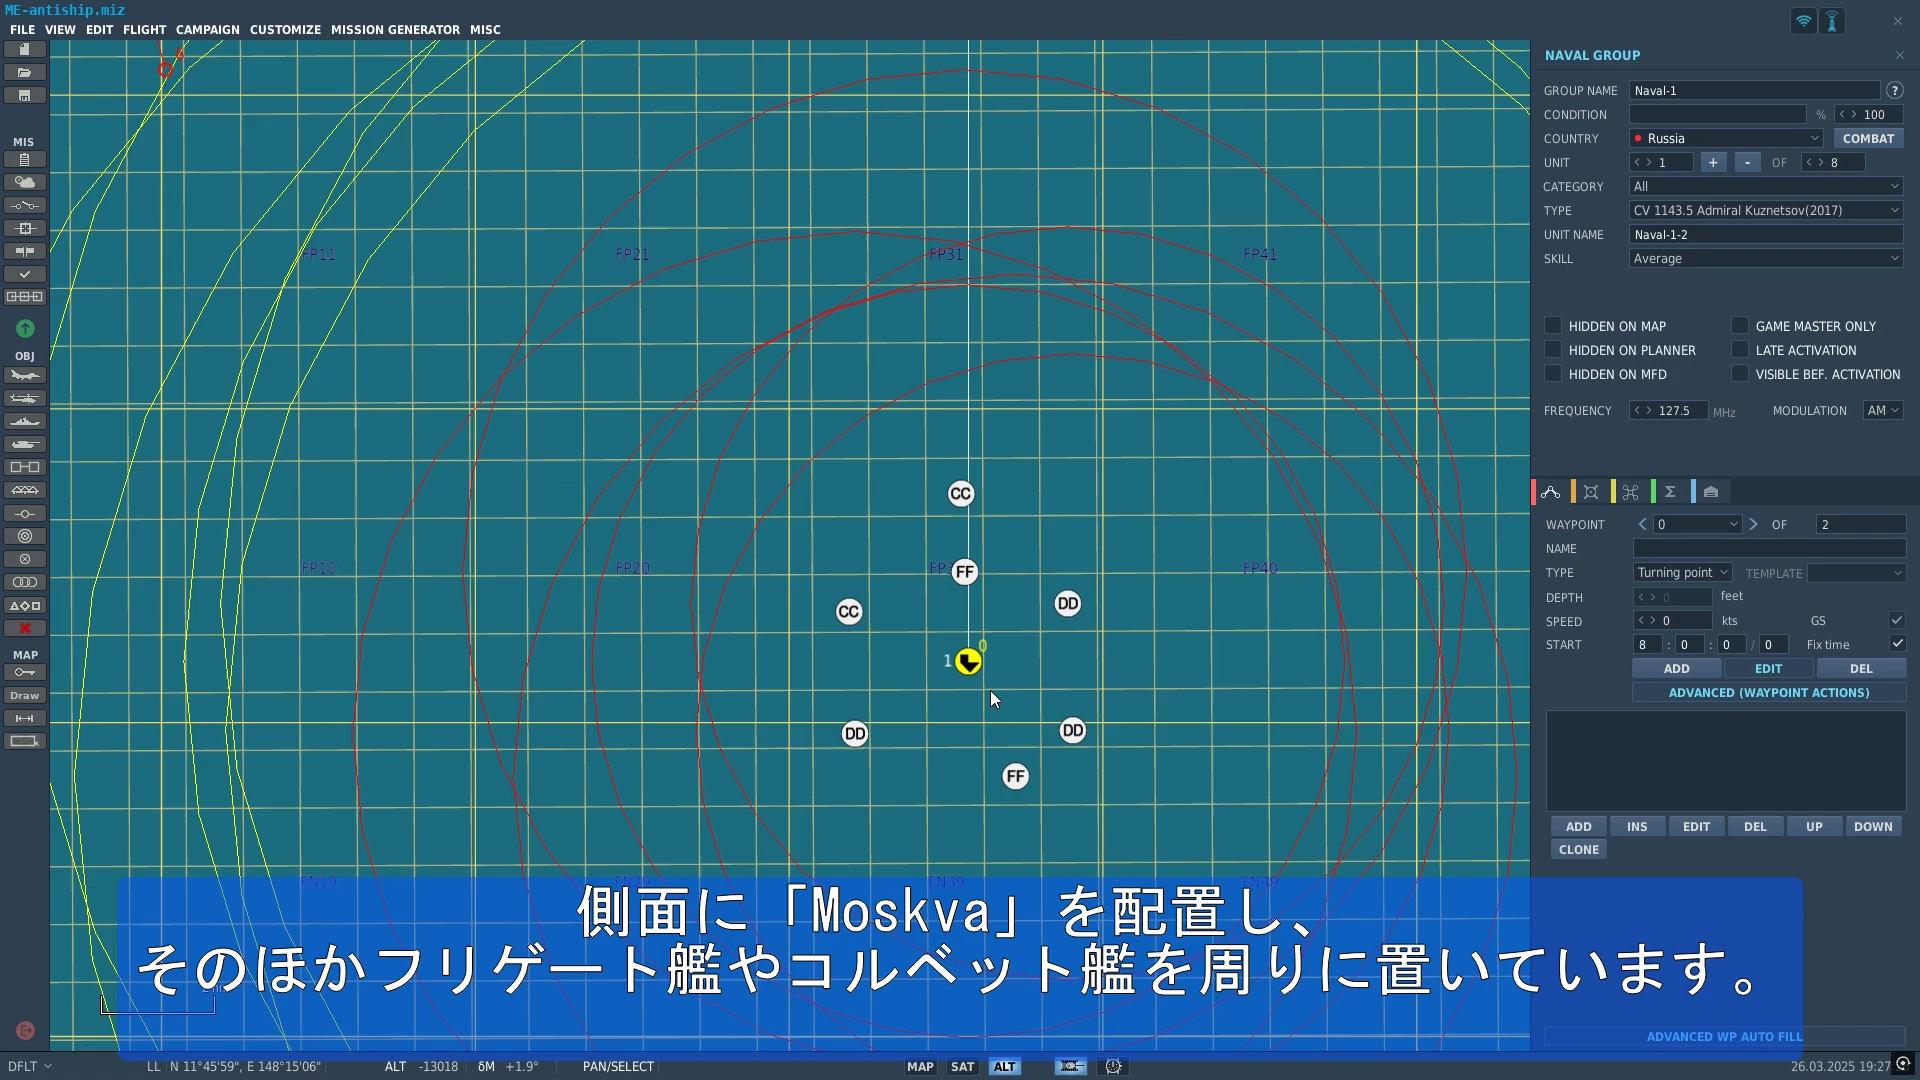 ME-antiship.miz
FILE VIEW EDIT FLIGHT CAMPAIGN CUSTOMIZE MISSION GENERATOR MISC
MIS
OBJ
MAP
Draw
FP11 FP21 FP31 FP41
CC
FP10 FP20 FF FP40
CC DD
0
1
DD DD
FF
FN19 FN29 FN39 FN49
NAVAL GROUP
GROUP NAME Naval-1 ?
CONDITION % 100
COUNTRY Russia COMBAT
UNIT 1 + - OF 8
CATEGORY All
TYPE CV 1143.5 Admiral Kuznetsov(2017)
UNIT NAME Naval-1-2
SKILL Average
HIDDEN ON MAP GAME MASTER ONLY
HIDDEN ON PLANNER LATE ACTIVATION
HIDDEN ON MFD VISIBLE BEF. ACTIVATION
FREQUENCY 127.5 MHz MODULATION AM
WAYPOINT 0 OF 2
NAME
TYPE Turning point TEMPLATE
DEPTH 0 feet
SPEED 0 kts GS
START 8 : 0 : 0 / 0 Fix time
ADD EDIT DEL
ADVANCED (WAYPOINT ACTIONS)
ADD INS EDIT DEL UP DOWN
CLONE
側面に「Moskva」を配置し、
そのほかフリゲート艦やコルベット艦を周りに置いています。
ADVANCED WP AUTO FILL
DFLT LL N 11°45'59", E 148°15'06" ALT -13018 δM +1.9° PAN/SELECT MAP SAT ALT 26.03.2025 19:27